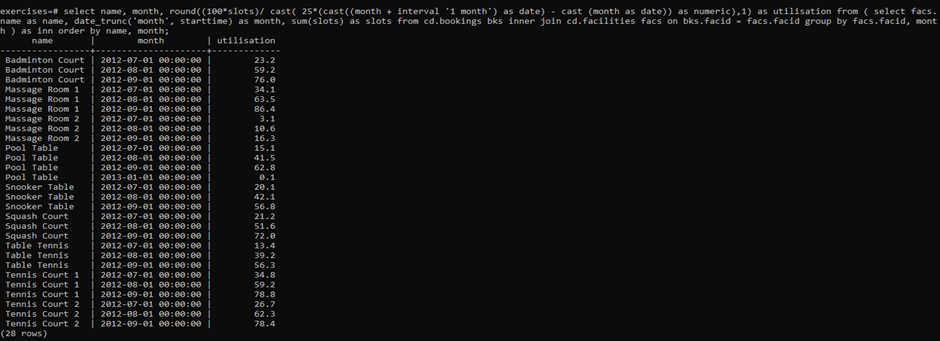 exercises=# select name, month, round((100*slots)/ cast( 25*(cast((month + interval '1 month') as date) - cast (month as date)) as numeric),1) as utilisation from ( select facs.
name as name, date_trunc('month', starttime) as month, sum(slots) as slots from cd.bookings bks inner join cd.facilities facs on bks.facid = facs.facid group by facs.facid, mont
h ) as inn order by name, month;
name | month | utilisation
-----------------+---------------------+-------------
Badminton Court | 2012-07-01 00:00:00 | 23.2
Badminton Court | 2012-08-01 00:00:00 | 59.2
Badminton Court | 2012-09-01 00:00:00 | 76.0
Massage Room 1 | 2012-07-01 00:00:00 | 34.1
Massage Room 1 | 2012-08-01 00:00:00 | 63.5
Massage Room 1 | 2012-09-01 00:00:00 | 86.4
Massage Room 2 | 2012-07-01 00:00:00 | 3.1
Massage Room 2 | 2012-08-01 00:00:00 | 10.6
Massage Room 2 | 2012-09-01 00:00:00 | 16.3
Pool Table | 2012-07-01 00:00:00 | 15.1
Pool Table | 2012-08-01 00:00:00 | 41.5
Pool Table | 2012-09-01 00:00:00 | 62.8
Pool Table | 2013-01-01 00:00:00 | 0.1
Snooker Table | 2012-07-01 00:00:00 | 20.1
Snooker Table | 2012-08-01 00:00:00 | 42.1
Snooker Table | 2012-09-01 00:00:00 | 56.8
Squash Court | 2012-07-01 00:00:00 | 21.2
Squash Court | 2012-08-01 00:00:00 | 51.6
Squash Court | 2012-09-01 00:00:00 | 72.0
Table Tennis | 2012-07-01 00:00:00 | 13.4
Table Tennis | 2012-08-01 00:00:00 | 39.2
Table Tennis | 2012-09-01 00:00:00 | 56.3
Tennis Court 1 | 2012-07-01 00:00:00 | 34.8
Tennis Court 1 | 2012-08-01 00:00:00 | 59.2
Tennis Court 1 | 2012-09-01 00:00:00 | 78.8
Tennis Court 2 | 2012-07-01 00:00:00 | 26.7
Tennis Court 2 | 2012-08-01 00:00:00 | 62.3
Tennis Court 2 | 2012-09-01 00:00:00 | 78.4
(28 rows)